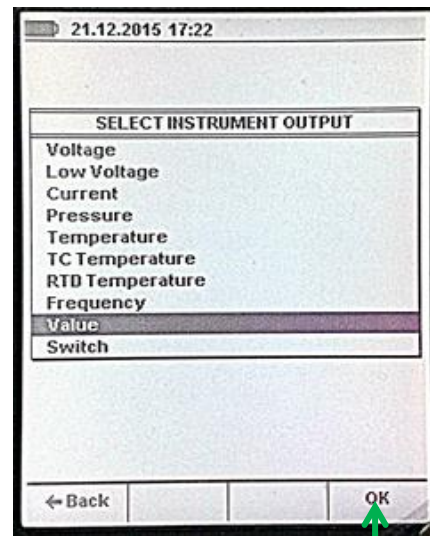 21.12.2015 17:22
SELECT INSTRUMENT OUTPUT
Voltage
Low Voltage
Current
Pressure
Temperature
TC Temperature
RTD Temperature
Frequency
Value
Switch
←Back OK